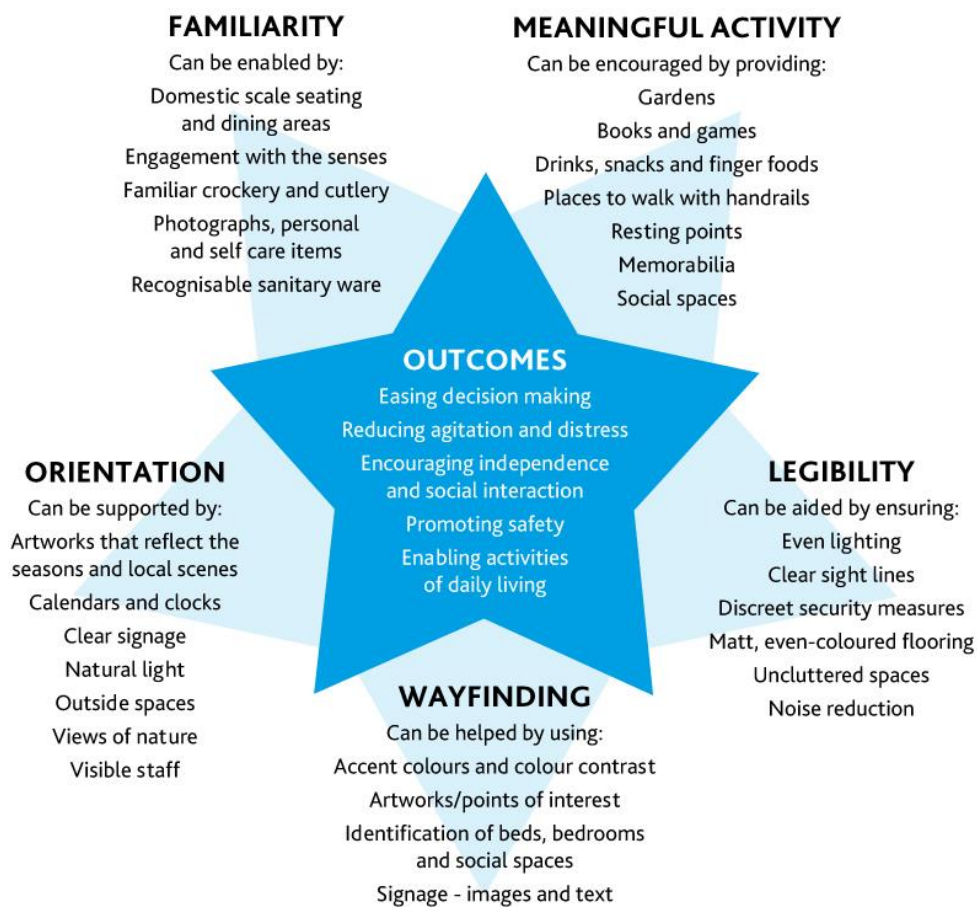 FAMILIARITY
Can be enabled by:
Domestic scale seating
and dining areas
Engagement with the senses
Familiar crockery and cutlery
Photographs, personal
and self care items
Recognisable sanitary ware
MEANINGFUL ACTIVITY
Can be encouraged by providing:
Gardens
Books and games
Drinks, snacks and finger foods
Places to walk with handrails
Resting points
Memorabilia
Social spaces
OUTCOMES
Easing decision making
Reducing agitation and distress
Encouraging independence
and social interaction
Promoting safety
Enabling activities
of daily living
ORIENTATION
Can be supported by:
Artworks that reflect the
seasons and local scenes
Calendars and clocks
Clear signage
Natural light
Outside spaces
Views of nature
Visible staff
LEGIBILITY
Can be aided by ensuring:
Even lighting
Clear sight lines
Discreet security measures
Matt, even-coloured flooring
Uncluttered spaces
Noise reduction
WAYFINDING
Can be helped by using:
Accent colours and colour contrast
Artworks/points of interest
Identification of beds, bedrooms
and social spaces
Signage - images and text